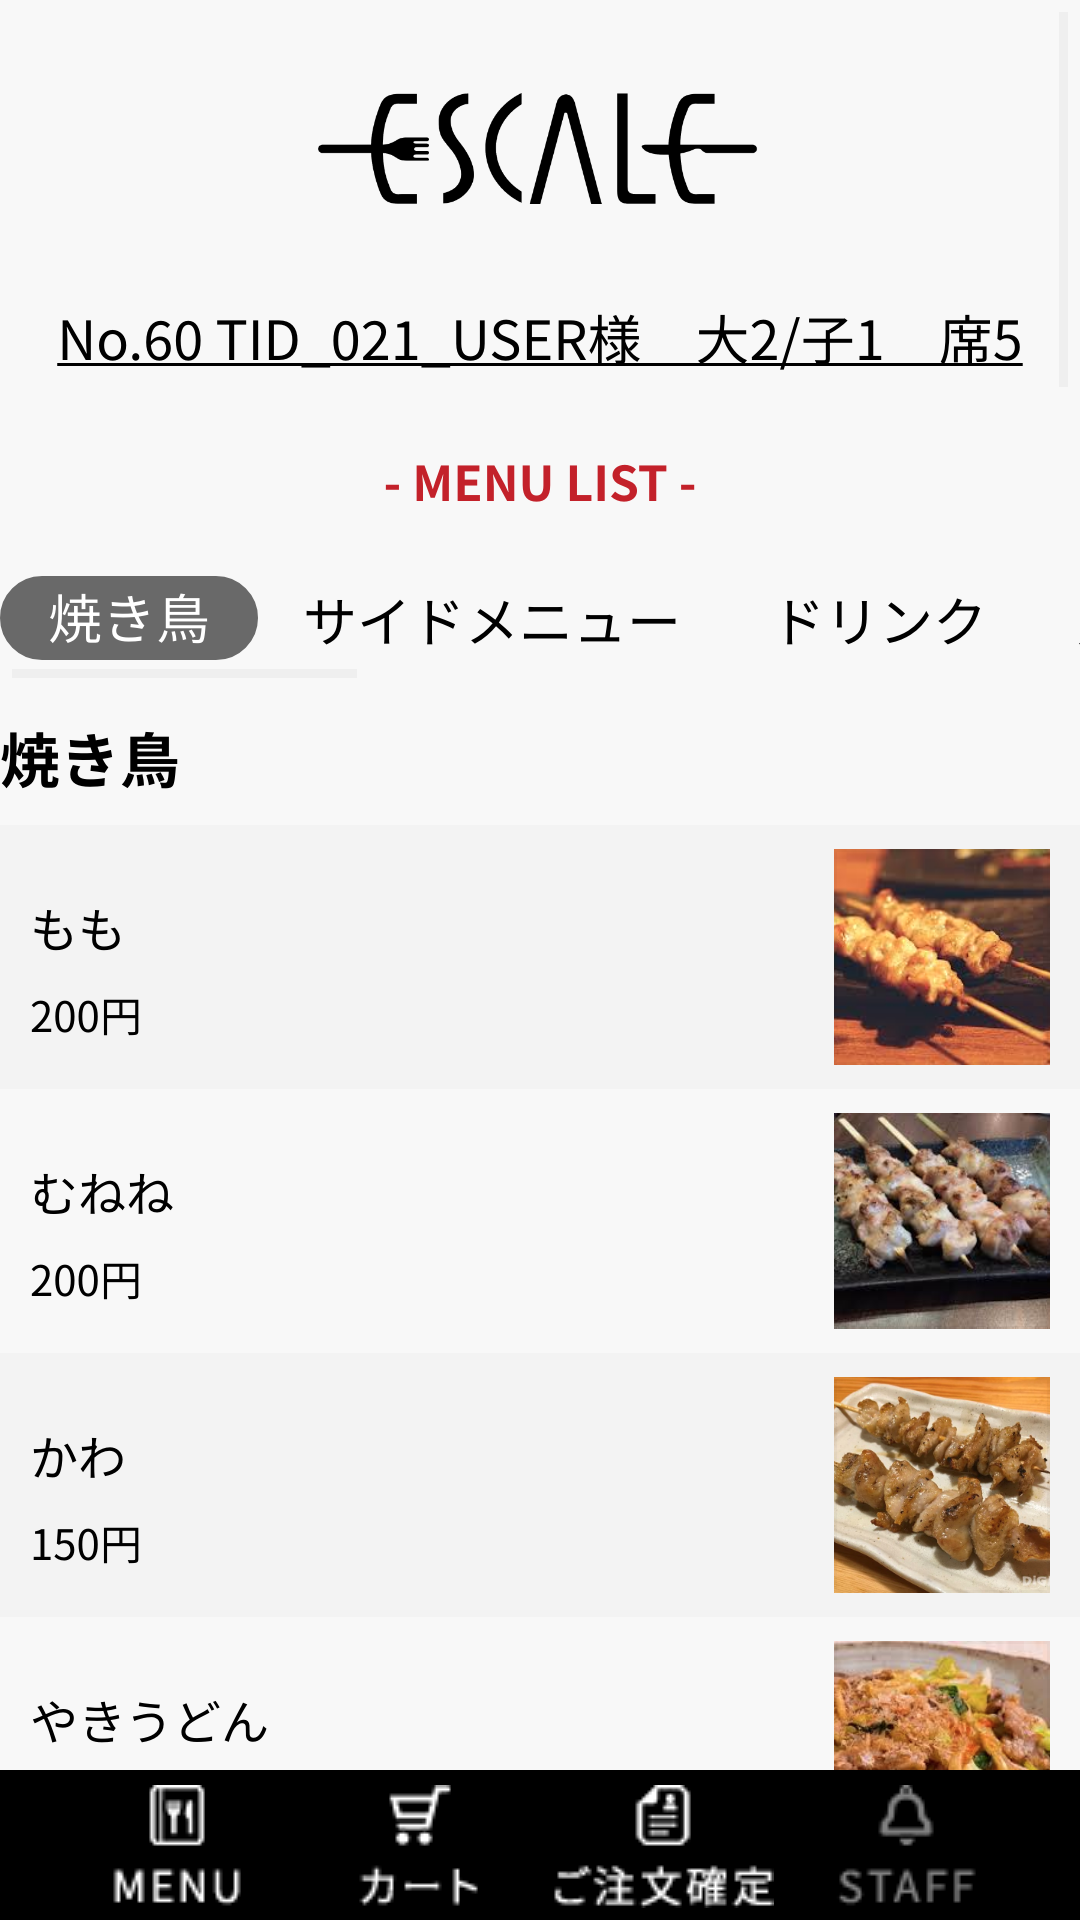 ESCALE
No.60 TID_021_USER様　大2/子1　席5
- MENU LIST -
焼き鳥　サイドメニュー　ドリンク
焼き鳥
もも
200円
むねね
200円
かわ
150円
やきうどん
MENU　カート　ご注文確定　STAFF